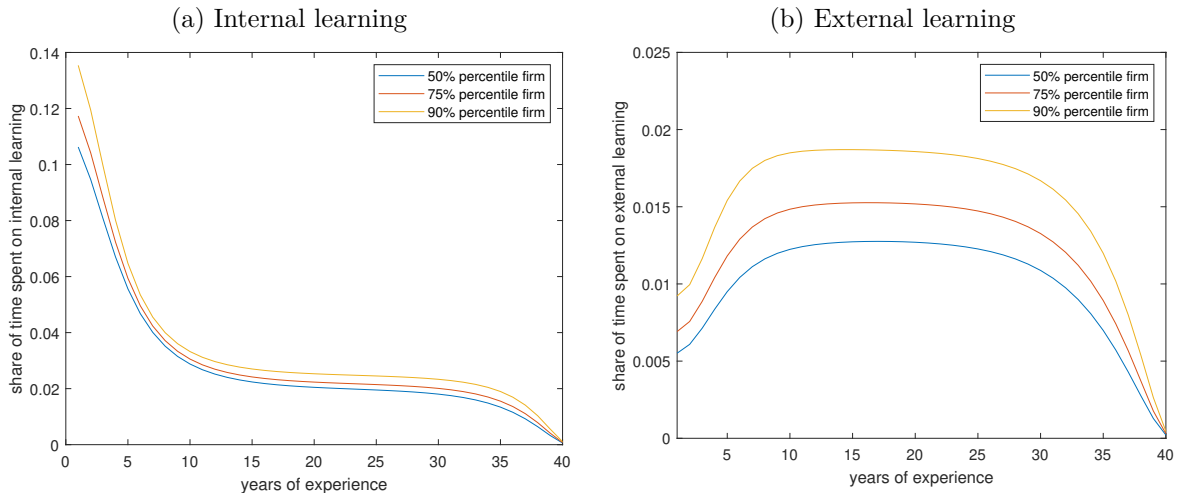 (a) Internal learning
0.14
0.12
0.1
0.08
0.06
0.04
0.02
0
share of time spent on internal learning
50% percentile firm
75% percentile firm
90% percentile firm
0 5 10 15 20 25 30 35 40
years of experience
(b) External learning
0.025
0.02
0.015
0.01
0.005
0
share of time spent on external learning
50% percentile firm
75% percentile firm
90% percentile firm
5 10 15 20 25 30 35 40
years of experience